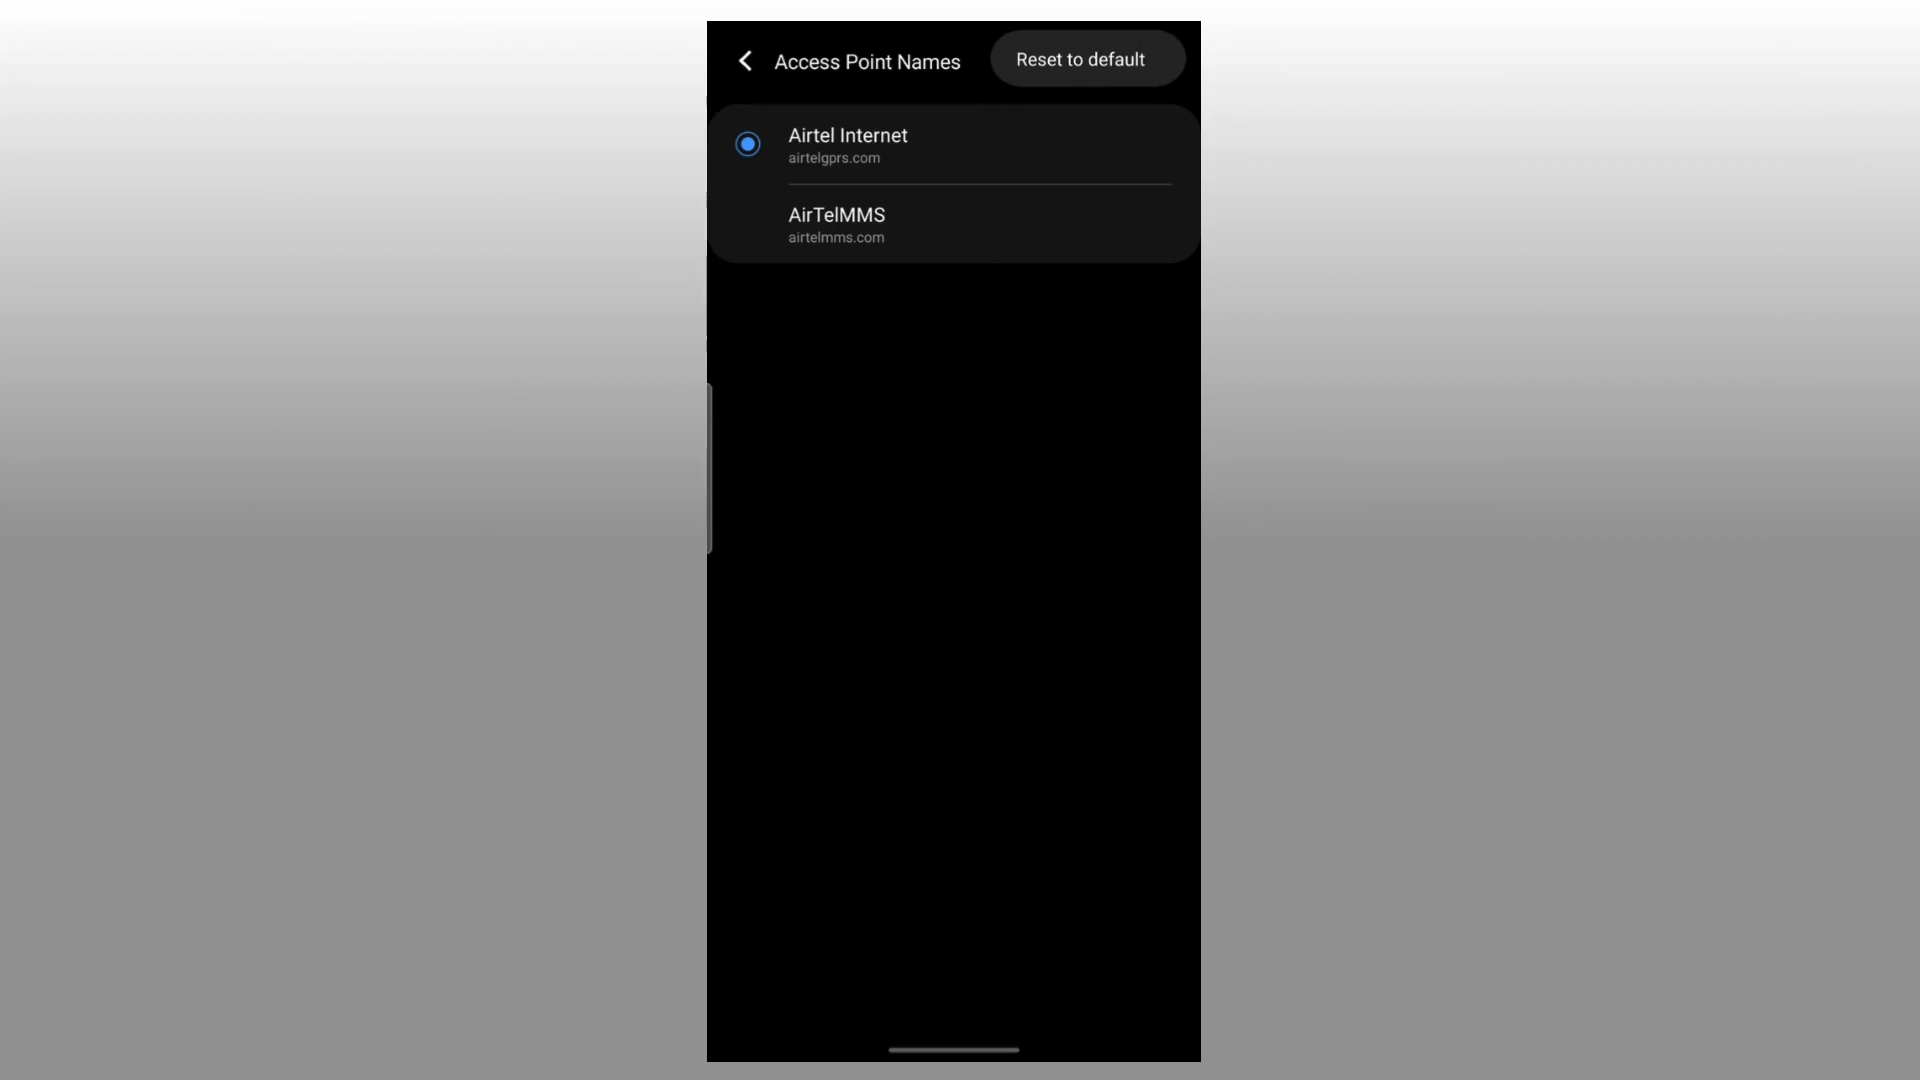 Access Point Names
Reset to default
Airtel Internet
airtelgprs.com
AirTelMMS
airtelmms.com